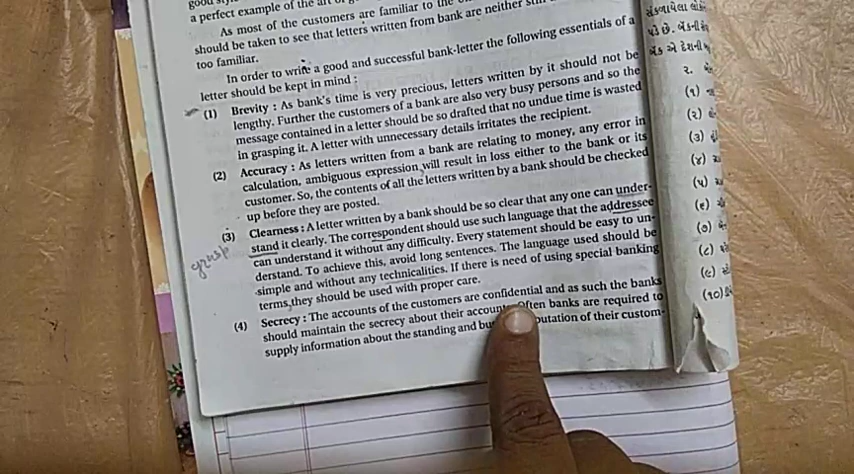 a perfect example of the art
As most of the customers are familiar to the
should be taken to see that letters written from bank are neither
too familiar.
In order to write a good and successful bank-letter the following essentials of a
letter should be kept in mind :
(1) Brevity : As bank's time is very precious, letters written by it should not be
lengthy. Further the customers of a bank are also very busy persons and so the
message contained in a letter should be so drafted that no undue time is wasted
in grasping it. A letter with unnecessary details irritates the recipient.
(2) Accuracy : As letters written from a bank are relating to money, any error in
calculation, ambiguous expression will result in loss either to the bank or its
customer. So, the contents of all the letters written by a bank should be checked
up before they are posted.
(3) Clearness : A letter written by a bank should be so clear that any one can under-
stand it clearly. The correspondent should use such language that the addressee
grasp
can understand it without any difficulty. Every statement should be easy to un-
derstand. To achieve this, avoid long sentences. The language used should be
simple and without any technicalities. If there is need of using special banking
terms, they should be used with proper care.
(4) Secrecy : The accounts of the customers are confidential and as such the banks
should maintain the secrecy about their Often banks are required to
supply information about the standing and of their custom-
પડે છે.
૨.
(૧)
(૨)
(૩)
(૪)
(૫)
(૬)
(૭)
(૮)
(૯)
(૧૦)